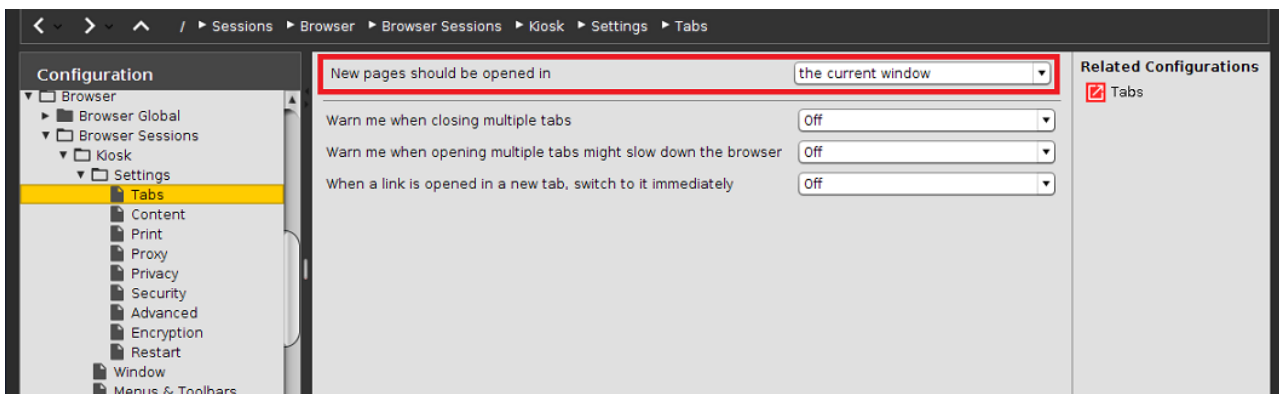 / Sessions Browser Browser Sessions Kiosk Settings Tabs
Configuration
Browser
Browser Global
Browser Sessions
Kiosk
Settings
Tabs
Content
Print
Proxy
Privacy
Security
Advanced
Encryption
Restart
Window
Menus & Toolbars
New pages should be opened in the current window
Warn me when closing multiple tabs Off
Warn me when opening multiple tabs might slow down the browser Off
When a link is opened in a new tab, switch to it immediately Off
Related Configurations
Tabs